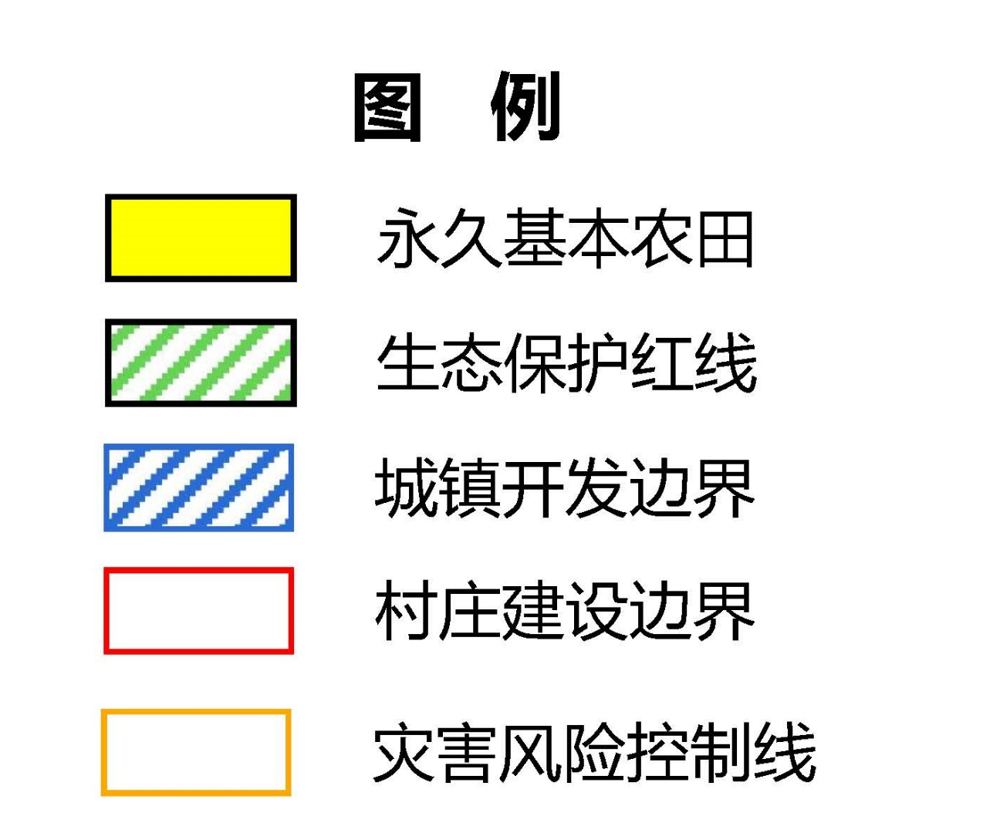 图 例
永久基本农田
生态保护红线
城镇开发边界
村庄建设边界
灾害风险控制线